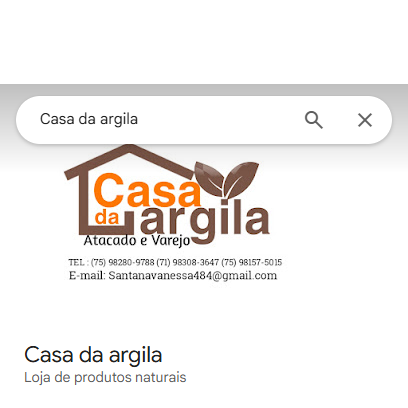 Casa da argila
Casa
da argila
Atacado e Varejo
TEL : (75) 98280-9788 (71) 98308-3647 (75) 98157-5015
E-mail: Santanavanessa484@gmail.com
Casa da argila
Loja de produtos naturais